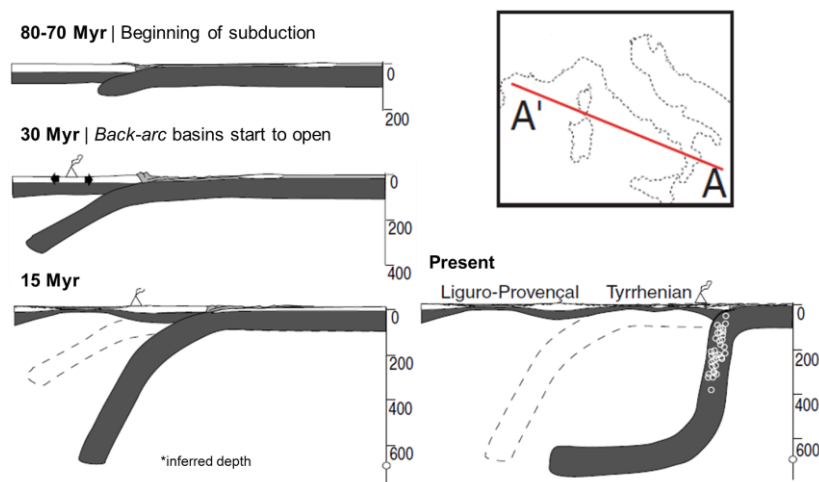 80-70 Myr | Beginning of subduction
0
200
30 Myr | Back-arc basins start to open
0
200
400
15 Myr
0
200
400
600
*inferred depth
A'
A
Present
Liguro-Provençal Tyrrhenian
0
200
400
600